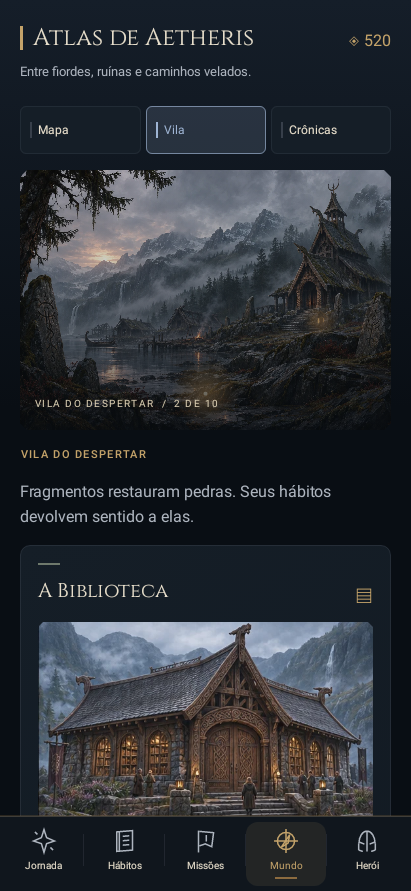 Atlas de Aetheris
520
Entre fiordes, ruínas e caminhos velados.
Mapa
Vila
Crônicas
VILA DO DESPERTAR / 2 DE 10
VILA DO DESPERTAR
Fragmentos restauram pedras. Seus hábitos
devolvem sentido a elas.
A Biblioteca
Jornada
Hábitos
Missões
Mundo
Herói